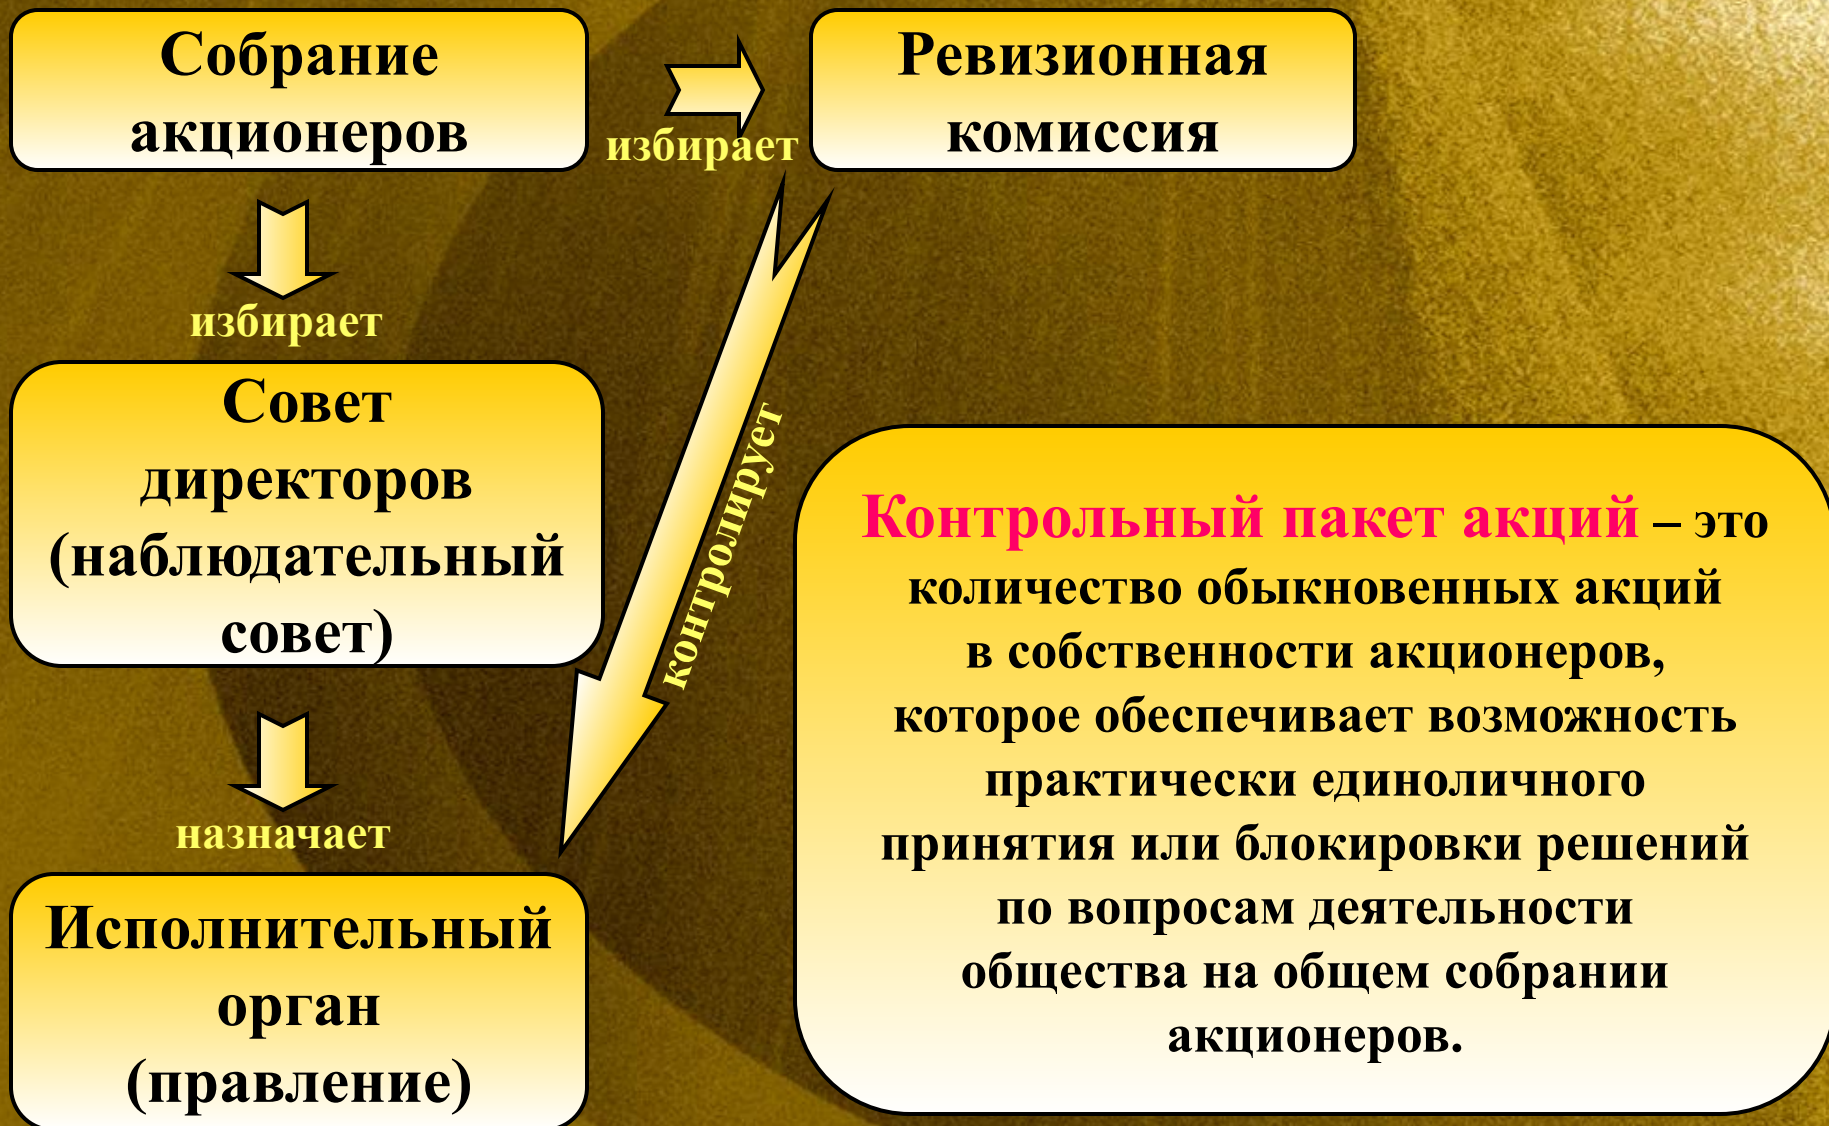 Собрание
акционеров
избирает
Ревизионная
комиссия
избирает
Совет
директоров
(наблюдательный
совет)
контролирует
назначает
Исполнительный
орган
(правление)
Контрольный пакет акций – это
количество обыкновенных акций
в собственности акционеров,
которое обеспечивает возможность
практически единоличного
принятия или блокировки решений
по вопросам деятельности
общества на общем собрании
акционеров.